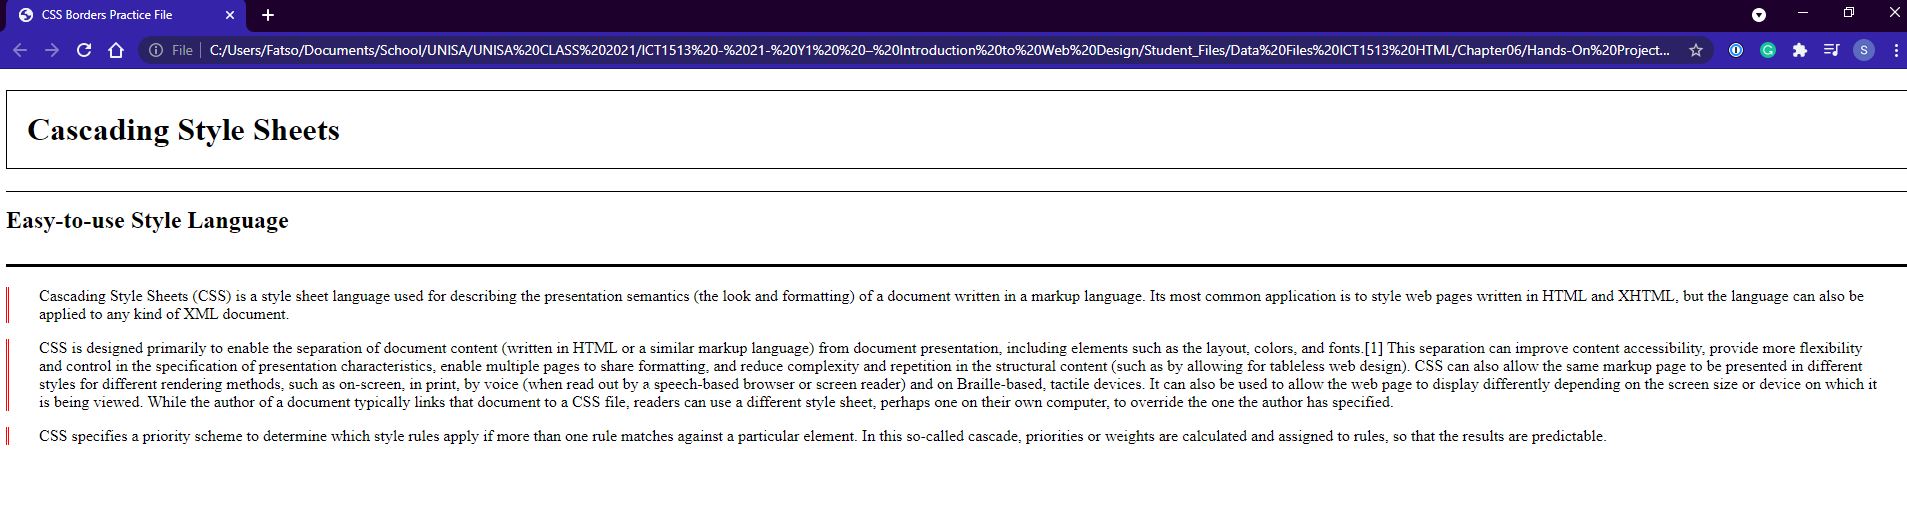 CSS Borders Practice File
File C:/Users/Fatso/Documents/School/UNISA/UNISA%20CLASS%202021/ICT1513%20-%2021-%20Y1%20%20–%20Introduction%20to%20Web%20Design/Student_Files/Data%20Files%20ICT1513%20HTML/Chapter06/Hands-On%20Project...
S
Cascading Style Sheets
Easy-to-use Style Language
Cascading Style Sheets (CSS) is a style sheet language used for describing the presentation semantics (the look and formatting) of a document written in a markup language. Its most common application is to style web pages written in HTML and XHTML, but the language can also be
applied to any kind of XML document.
CSS is designed primarily to enable the separation of document content (written in HTML or a similar markup language) from document presentation, including elements such as the layout, colors, and fonts.[1] This separation can improve content accessibility, provide more flexibility
and control in the specification of presentation characteristics, enable multiple pages to share formatting, and reduce complexity and repetition in the structural content (such as by allowing for tableless web design). CSS can also allow the same markup page to be presented in different
styles for different rendering methods, such as on-screen, in print, by voice (when read out by a speech-based browser or screen reader) and on Braille-based, tactile devices. It can also be used to allow the web page to display differently depending on the screen size or device on which it
is being viewed. While the author of a document typically links that document to a CSS file, readers can use a different style sheet, perhaps one on their own computer, to override the one the author has specified.
CSS specifies a priority scheme to determine which style rules apply if more than one rule matches against a particular element. In this so-called cascade, priorities or weights are calculated and assigned to rules, so that the results are predictable.